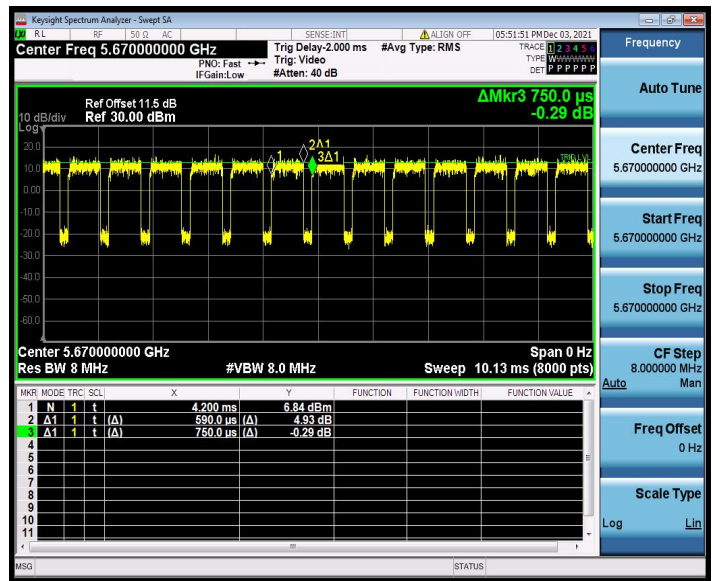 Keysight Spectrum Analyzer - Swept SA
LXI RL RF 50 Ω AC SENSE:INT ALIGN OFF 05:51:51 PM Dec 03, 2021
Center Freq 5.670000000 GHz
PNO: Fast
IFGain:Low
Trig Delay-2.000 ms
Trig: Video
#Atten: 40 dB
#Avg Type: RMS
TRACE 1 2 3 4 5 6
TYPE WWWWWW
DET P P P P P P
Ref Offset 11.5 dB
10 dB/div Ref 30.00 dBm
Log
ΔMkr3 750.0 µs
-0.29 dB
20.0
10.0
0.00
-10.0
-20.0
-30.0
-40.0
-50.0
-60.0
1
2Δ1
3Δ1
TRIG LVL
Center 5.670000000 GHz Span 0 Hz
Res BW 8 MHz #VBW 8.0 MHz Sweep 10.13 ms (8000 pts)
MKR MODE TRC SCL X Y FUNCTION FUNCTION WIDTH FUNCTION VALUE
1 N 1 t 4.200 ms 6.84 dBm
2 Δ1 1 t (Δ) 590.0 µs (Δ) 4.93 dB
3 Δ1 1 t (Δ) 750.0 µs (Δ) -0.29 dB
4
5
6
7
8
9
10
11
MSG STATUS
Frequency
Auto Tune
Center Freq
5.670000000 GHz
Start Freq
5.670000000 GHz
Stop Freq
5.670000000 GHz
CF Step
8.000000 MHz
Auto Man
Freq Offset
0 Hz
Scale Type
Log Lin